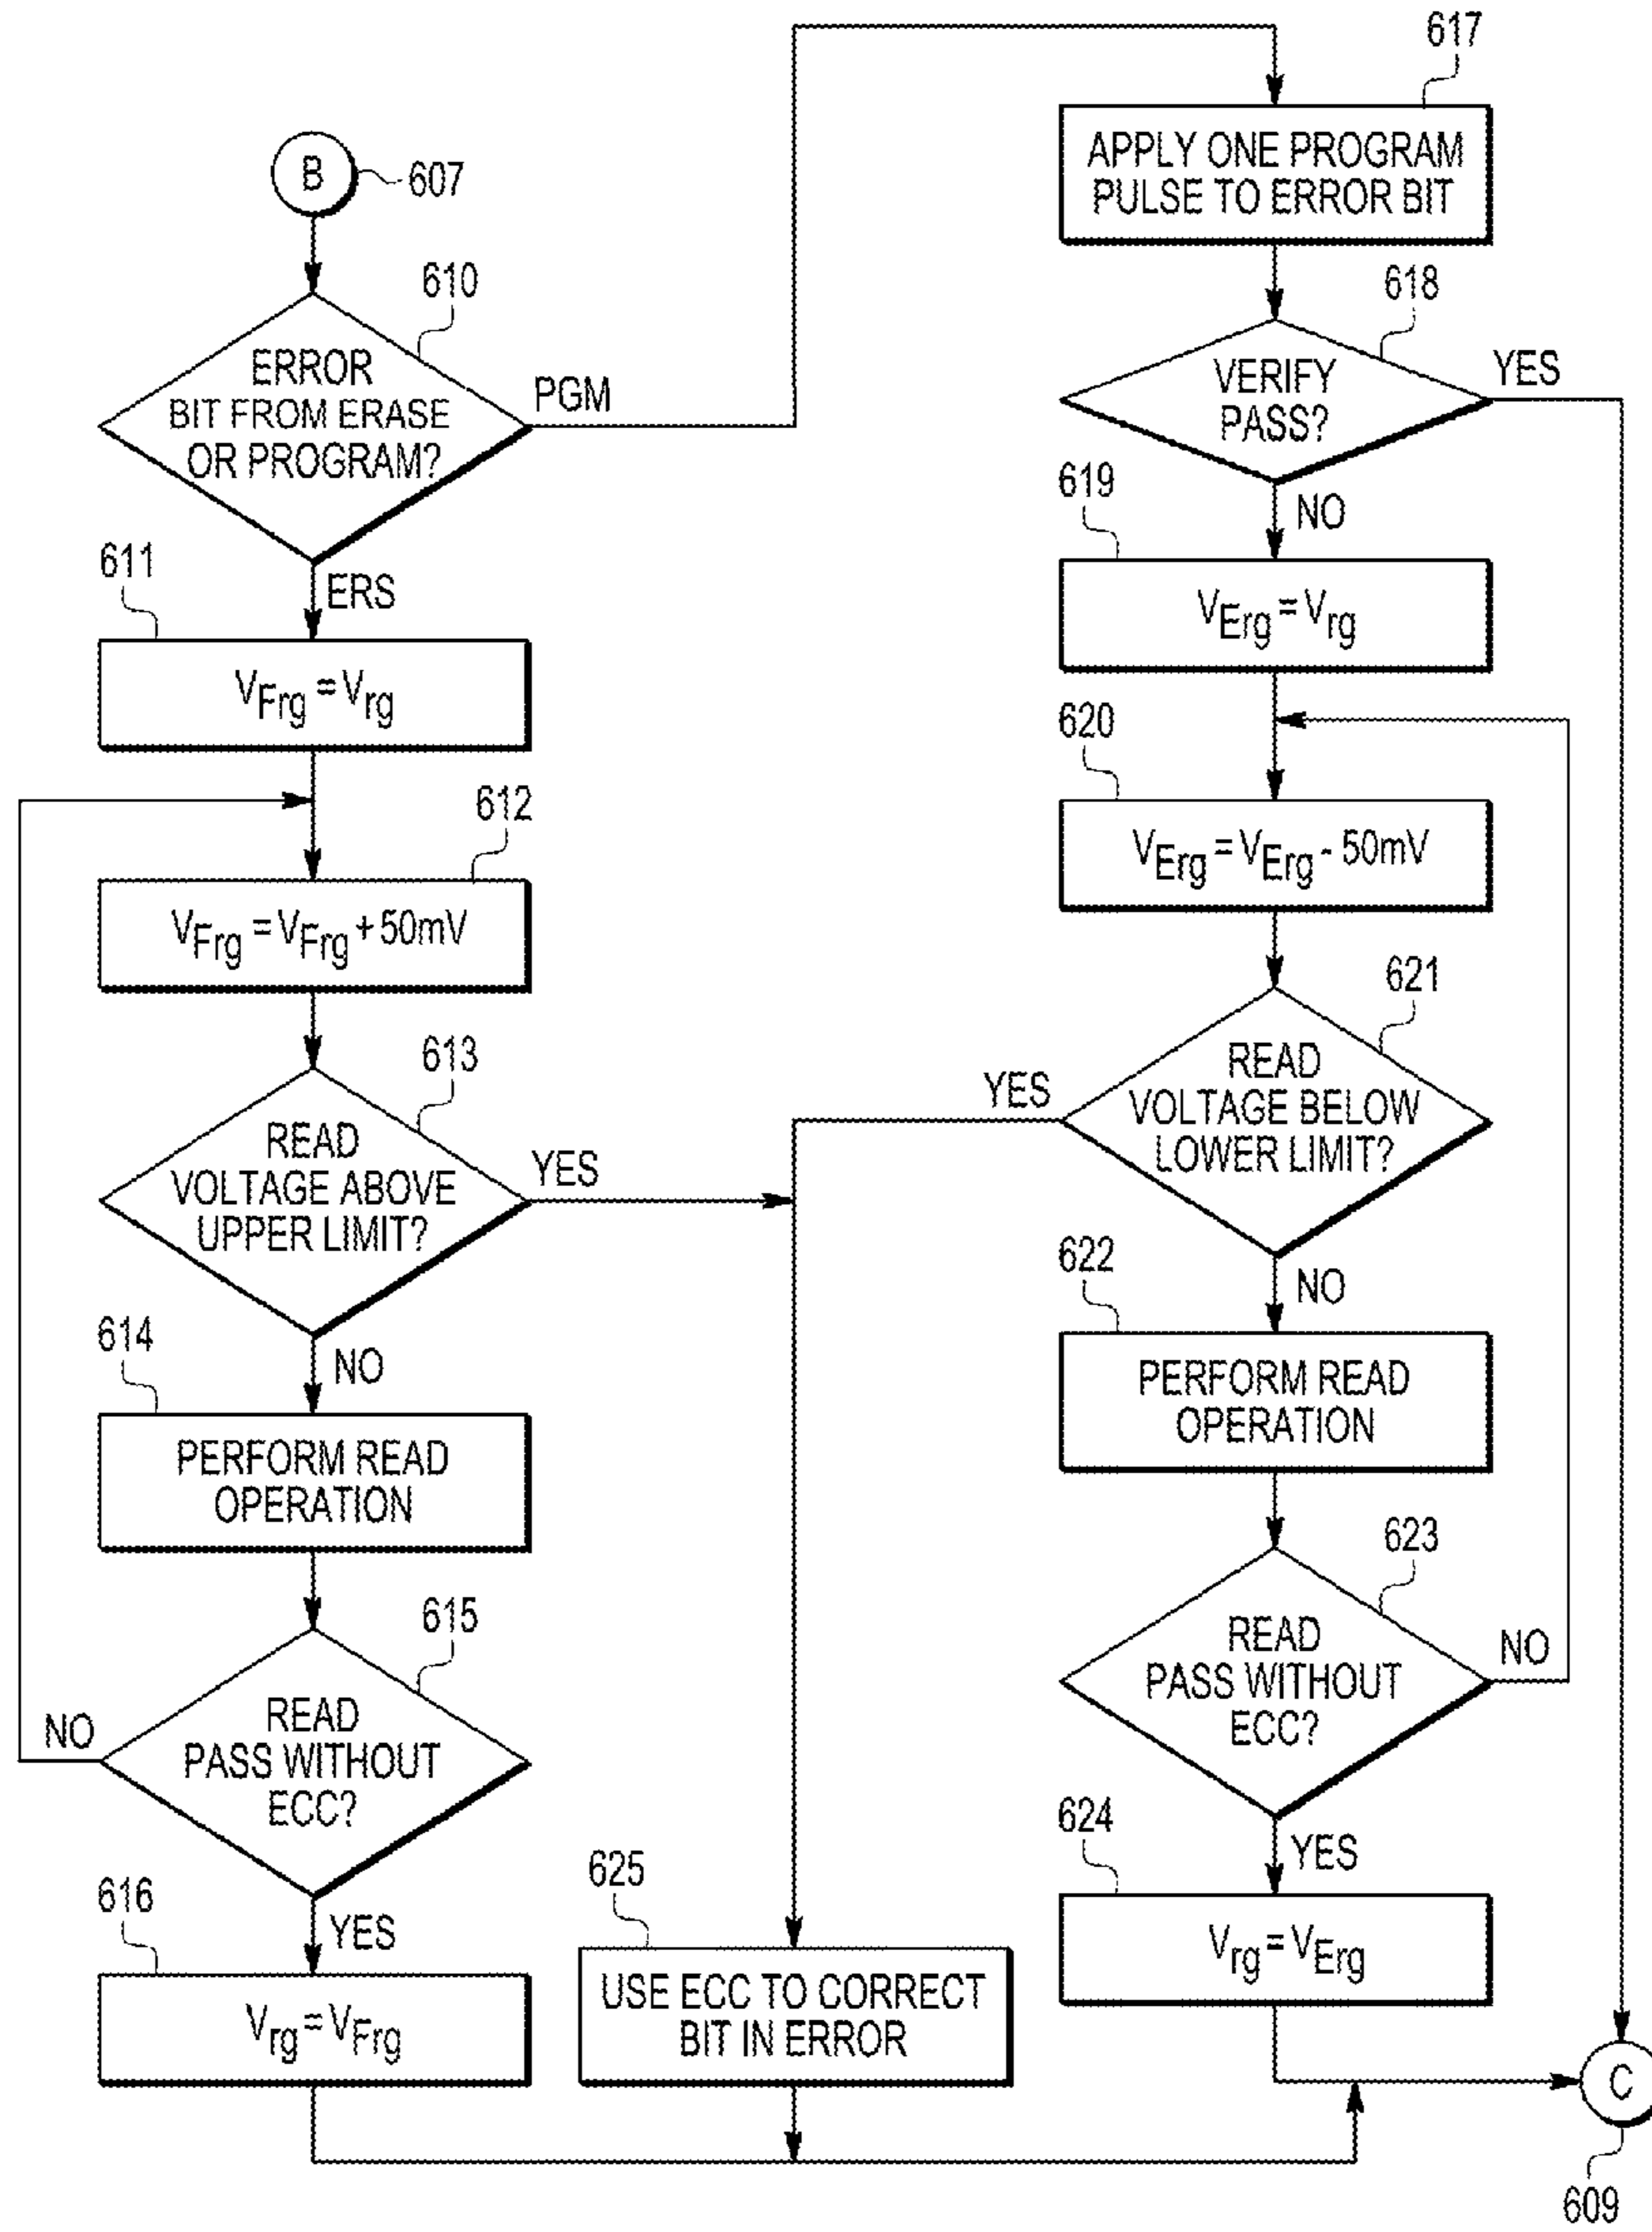 B
607
610
ERROR
BIT FROM ERASE
OR PROGRAM?
PGM
ERS
611
VFrg = Vrg
612
VFrg = VFrg + 50mV
613
READ
VOLTAGE ABOVE
UPPER LIMIT?
YES
NO
614
PERFORM READ
OPERATION
615
READ
PASS WITHOUT
ECC?
NO
YES
616
Vrg = VFrg
625
USE ECC TO CORRECT
BIT IN ERROR
617
APPLY ONE PROGRAM
PULSE TO ERROR BIT
618
VERIFY
PASS?
YES
NO
619
VErg = Vrg
620
VErg = VErg - 50mV
621
READ
VOLTAGE BELOW
LOWER LIMIT?
YES
NO
622
PERFORM READ
OPERATION
623
READ
PASS WITHOUT
ECC?
NO
YES
624
Vrg = VErg
C
609